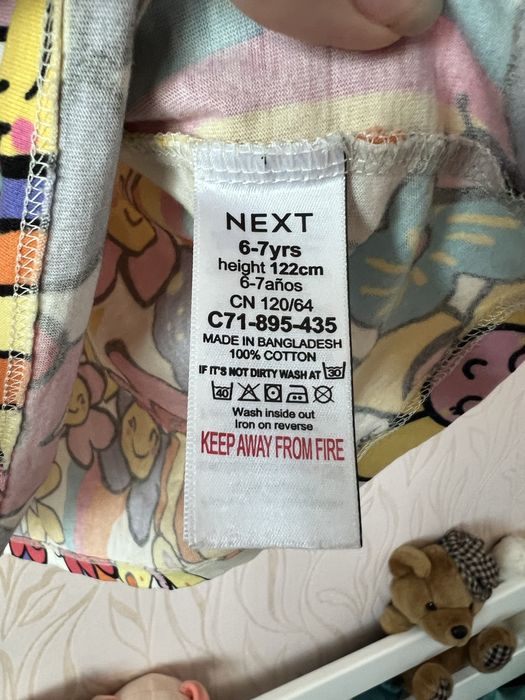 NEXT
6-7yrs
height 122cm
6-7años
CN 120/64
C71-895-435
MADE IN BANGLADESH
100% COTTON
IF IT'S NOT DIRTY WASH AT 30
40
Wash inside out
Iron on reverse
KEEP AWAY FROM FIRE